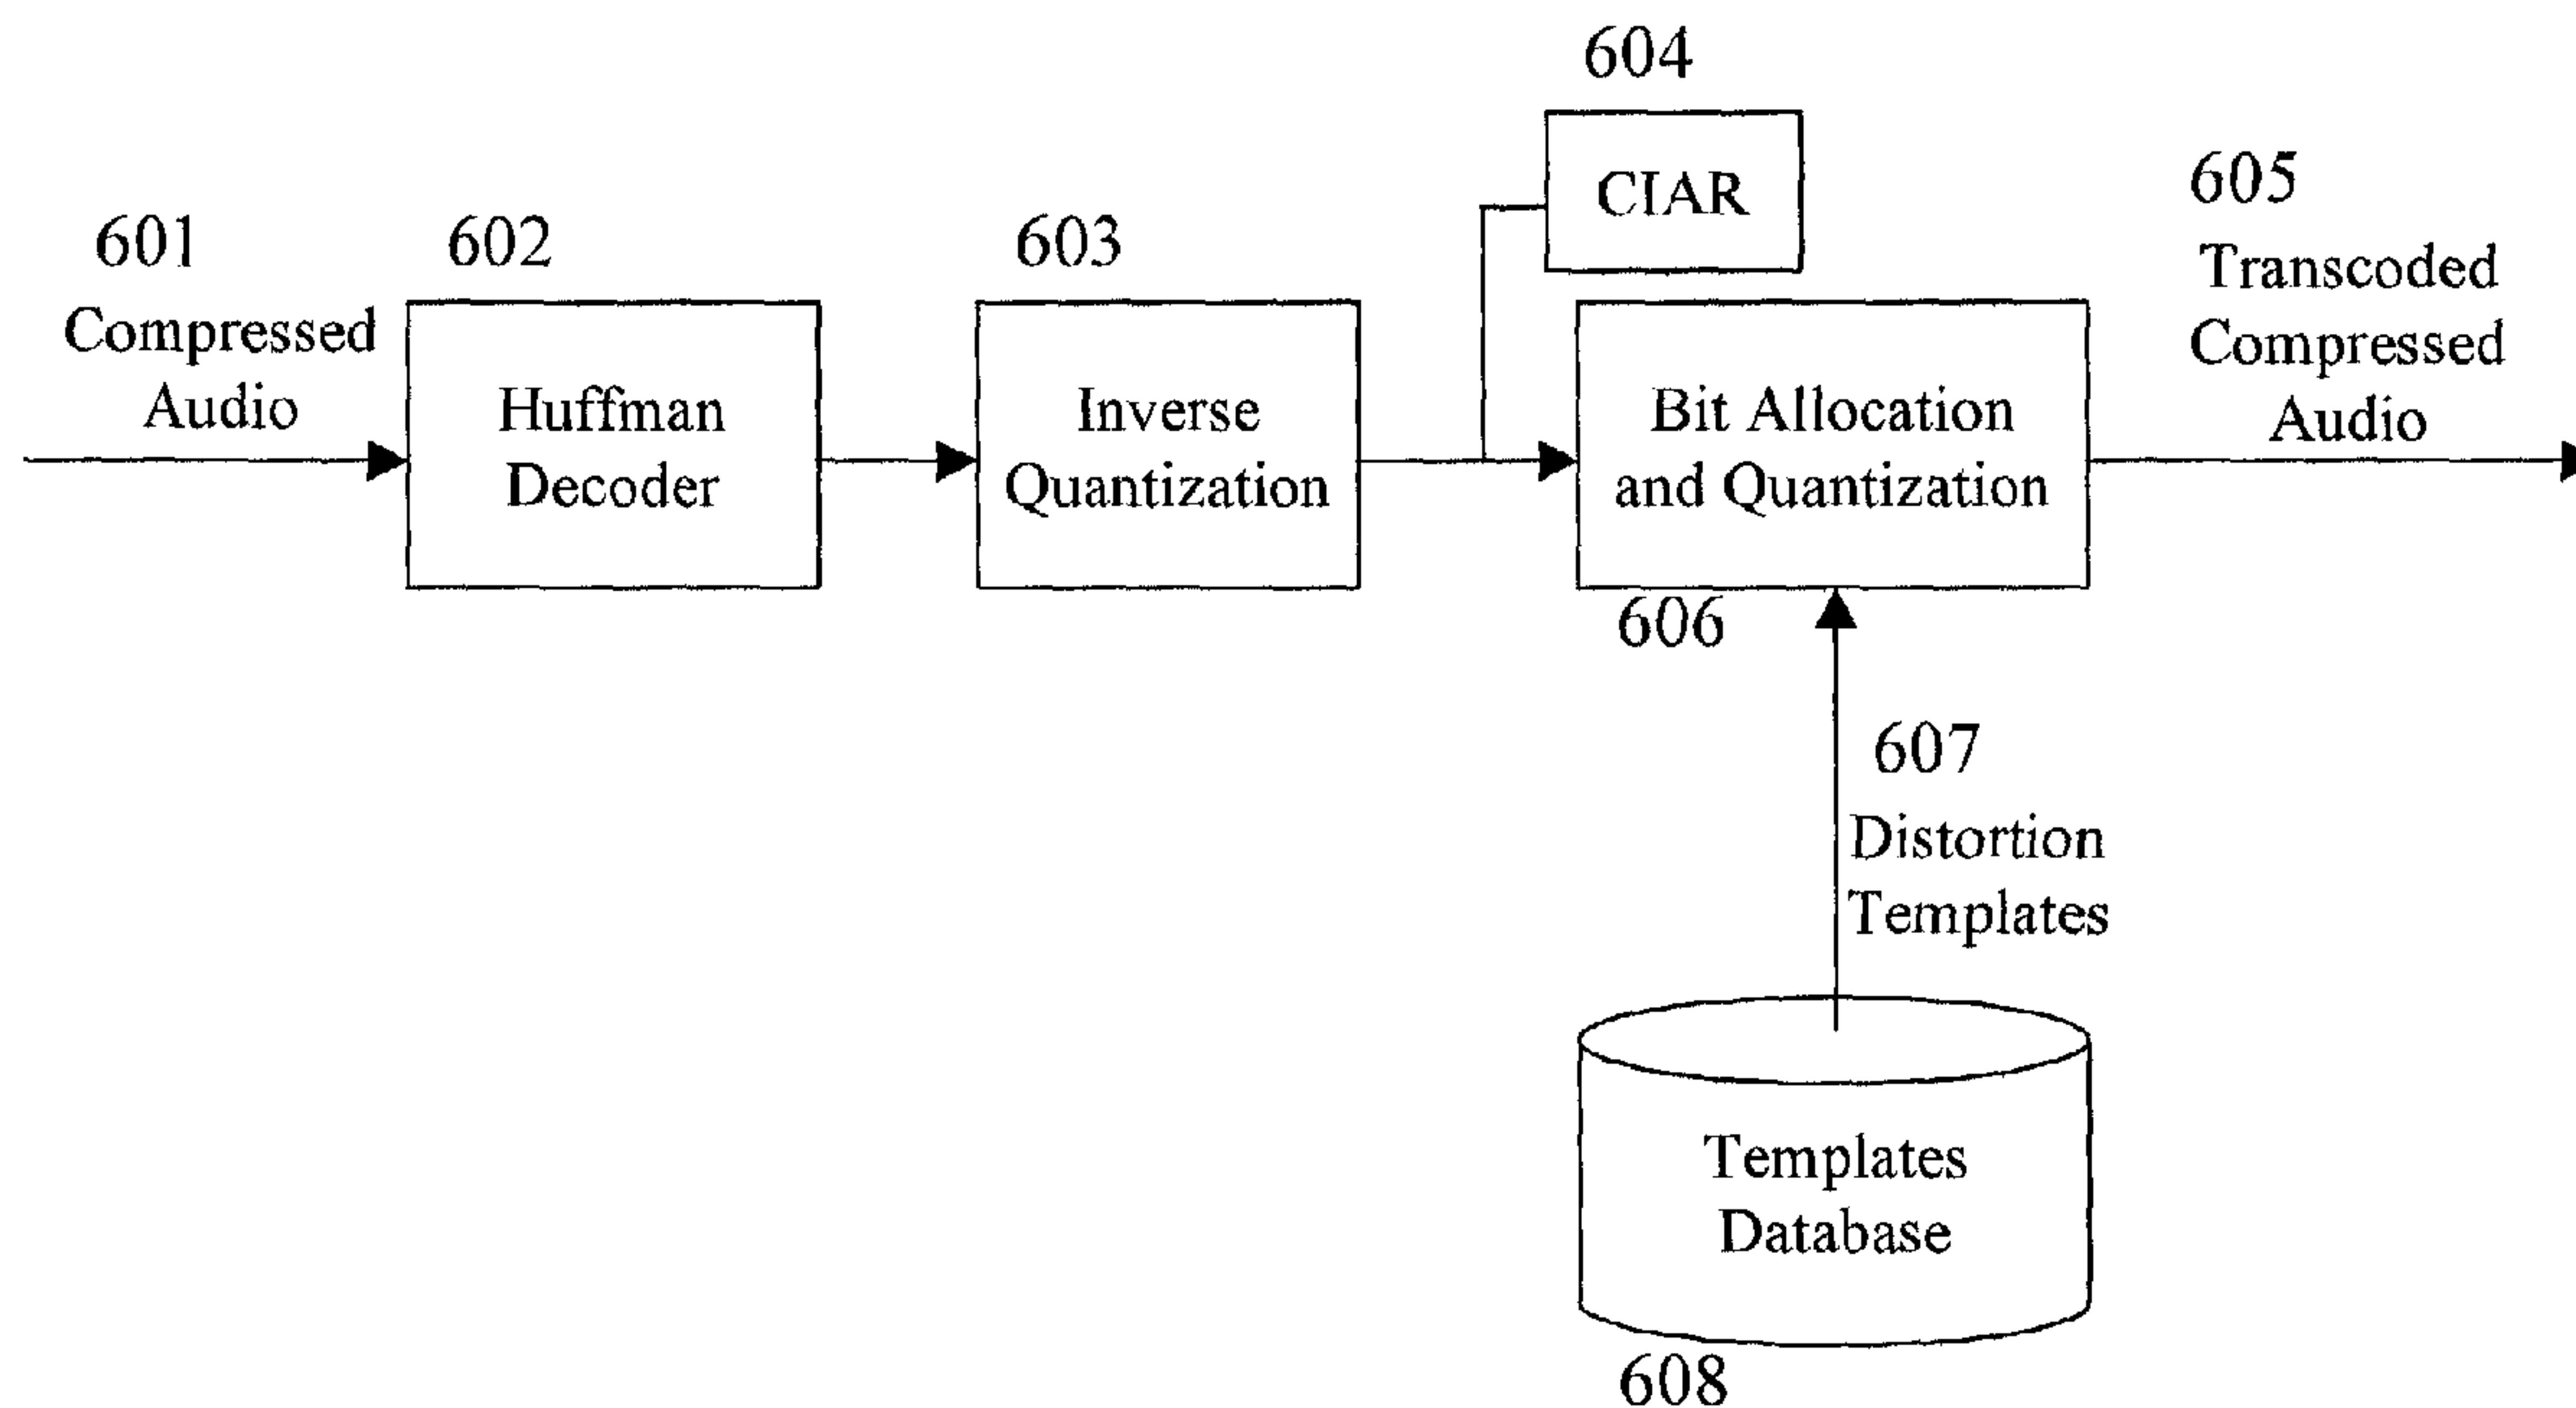 604
CIAR
601
Compressed
Audio
602
Huffman
Decoder
603
Inverse
Quantization
Bit Allocation
and Quantization
606
605
Transcoded
Compressed
Audio
607
Distortion
Templates
Templates
Database
608